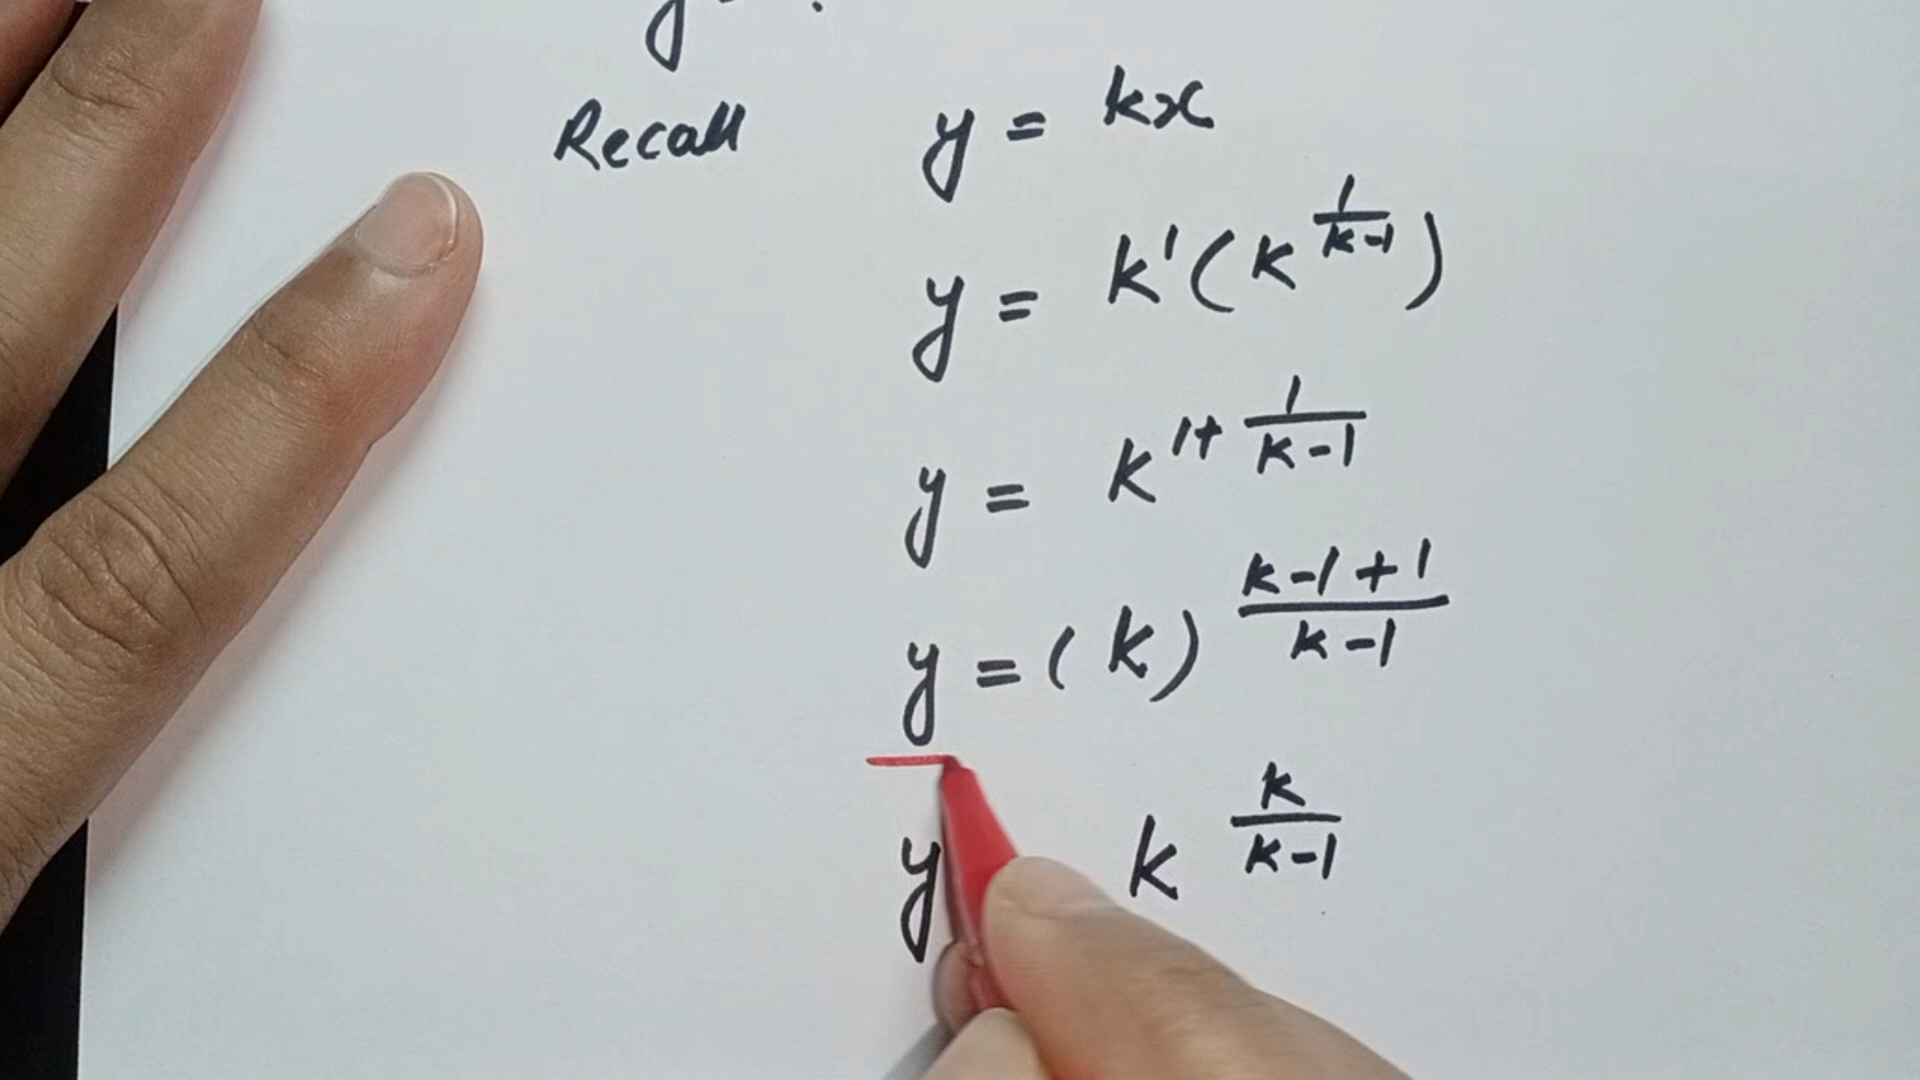 y = ?
Recall y = kx
y = k¹(k^(1/(k-1)))
y = k^(1+1/(k-1))
y = (k)^((k-1+1)/(k-1))
y k^(k/(k-1))